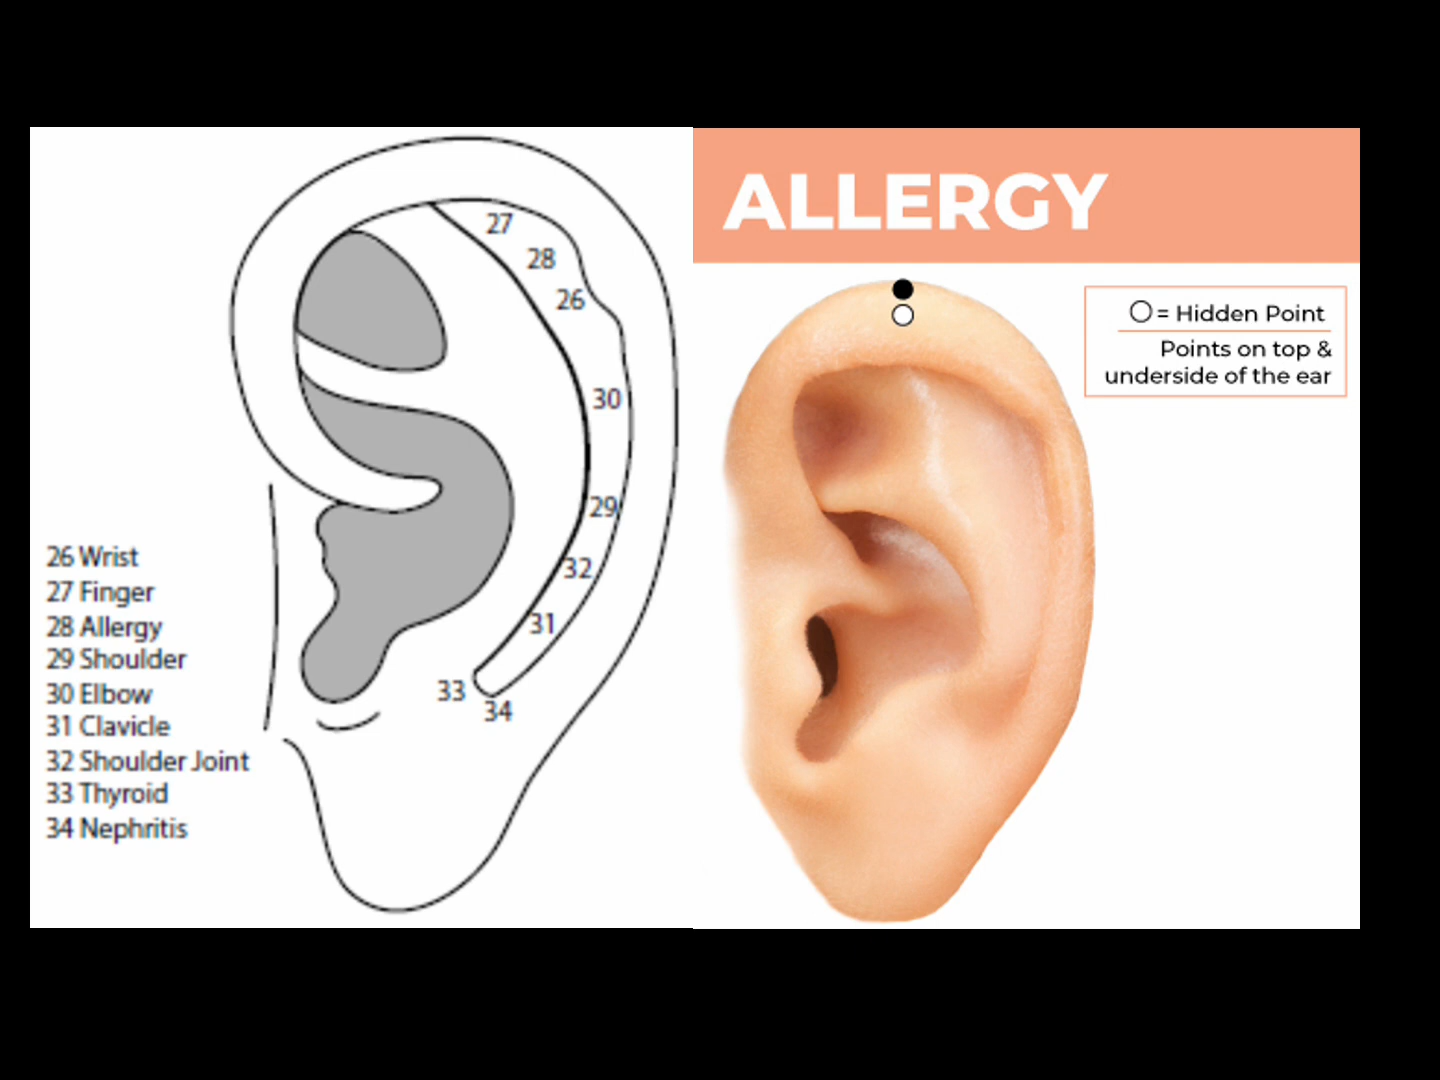 27
28
26
30
29
32
31
33
34
26 Wrist
27 Finger
28 Allergy
29 Shoulder
30 Elbow
31 Clavicle
32 Shoulder Joint
33 Thyroid
34 Nephritis
ALLERGY
= Hidden Point
Points on top &
underside of the ear